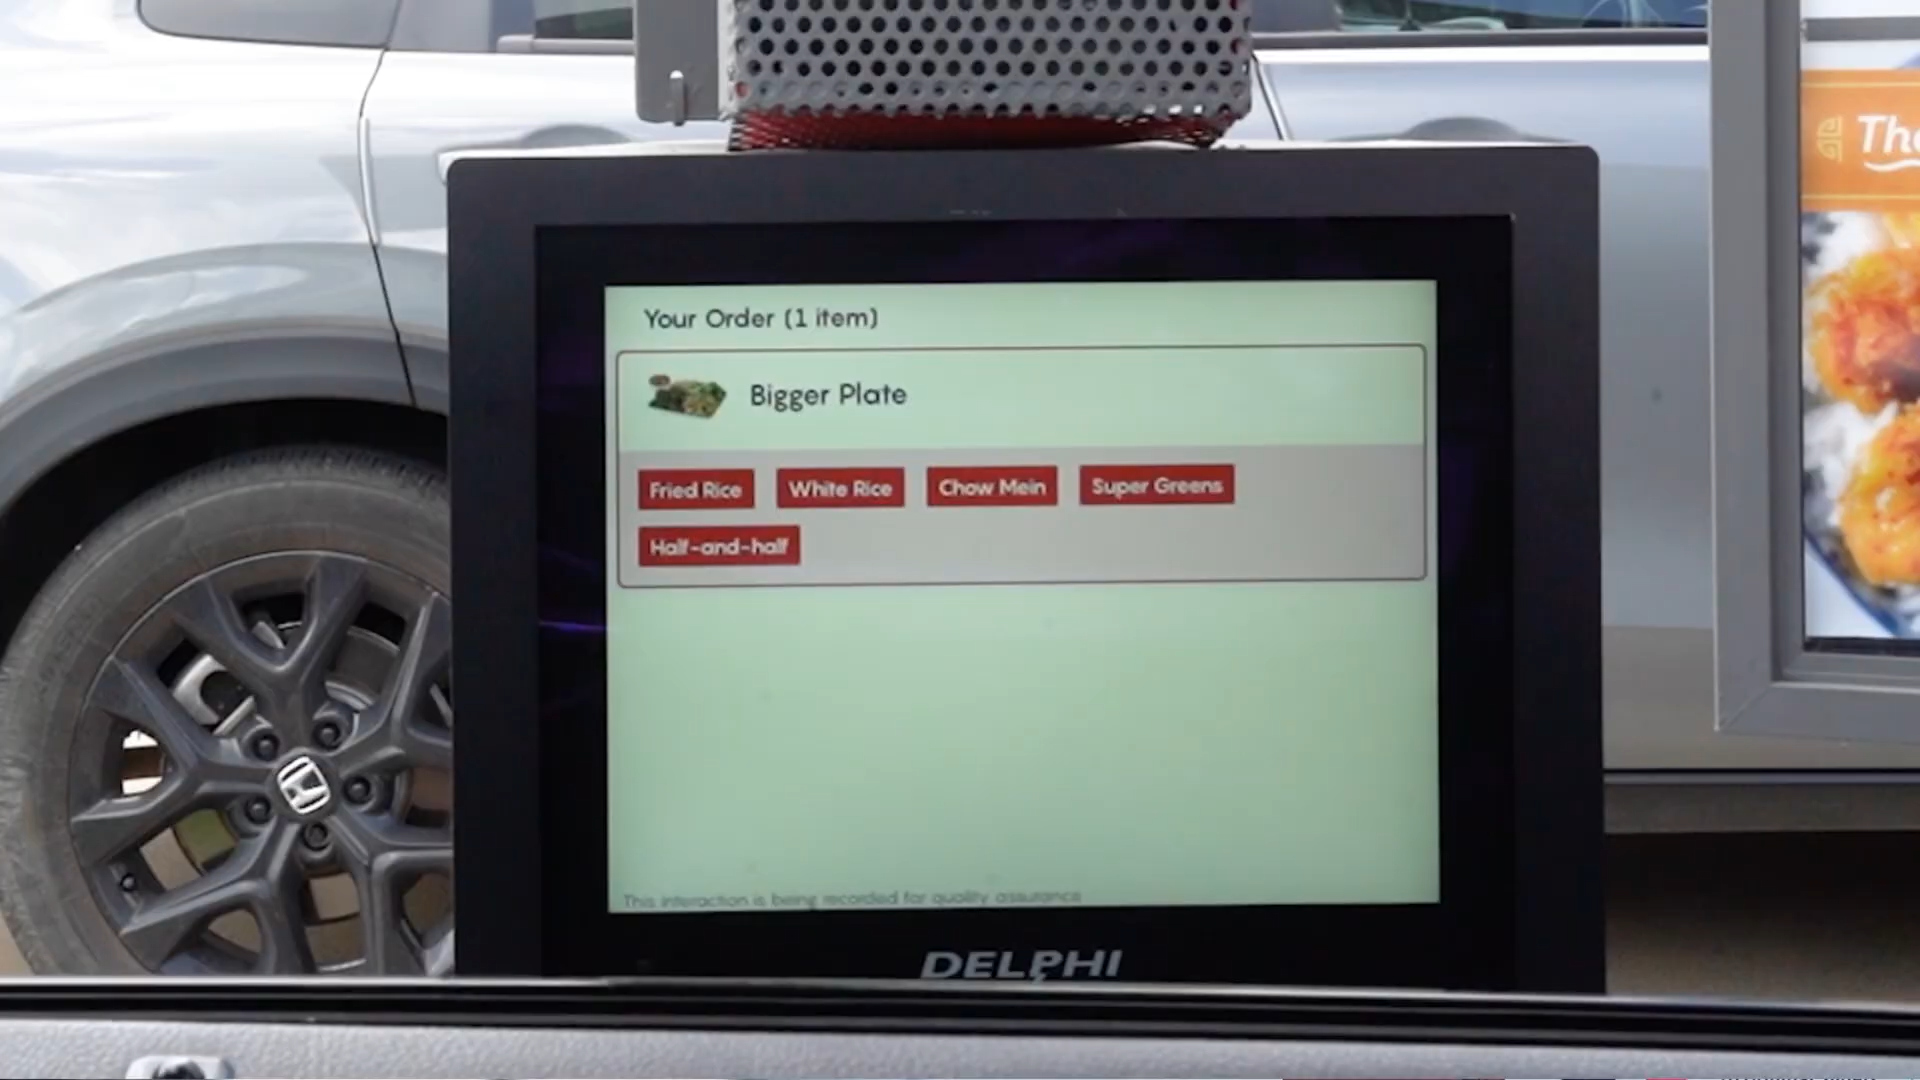 Your Order (1 item)
Bigger Plate
Fried Rice White Rice Chow Mein Super Greens
Half-and-half
This interaction is being recorded for quality assurance
DELPHI